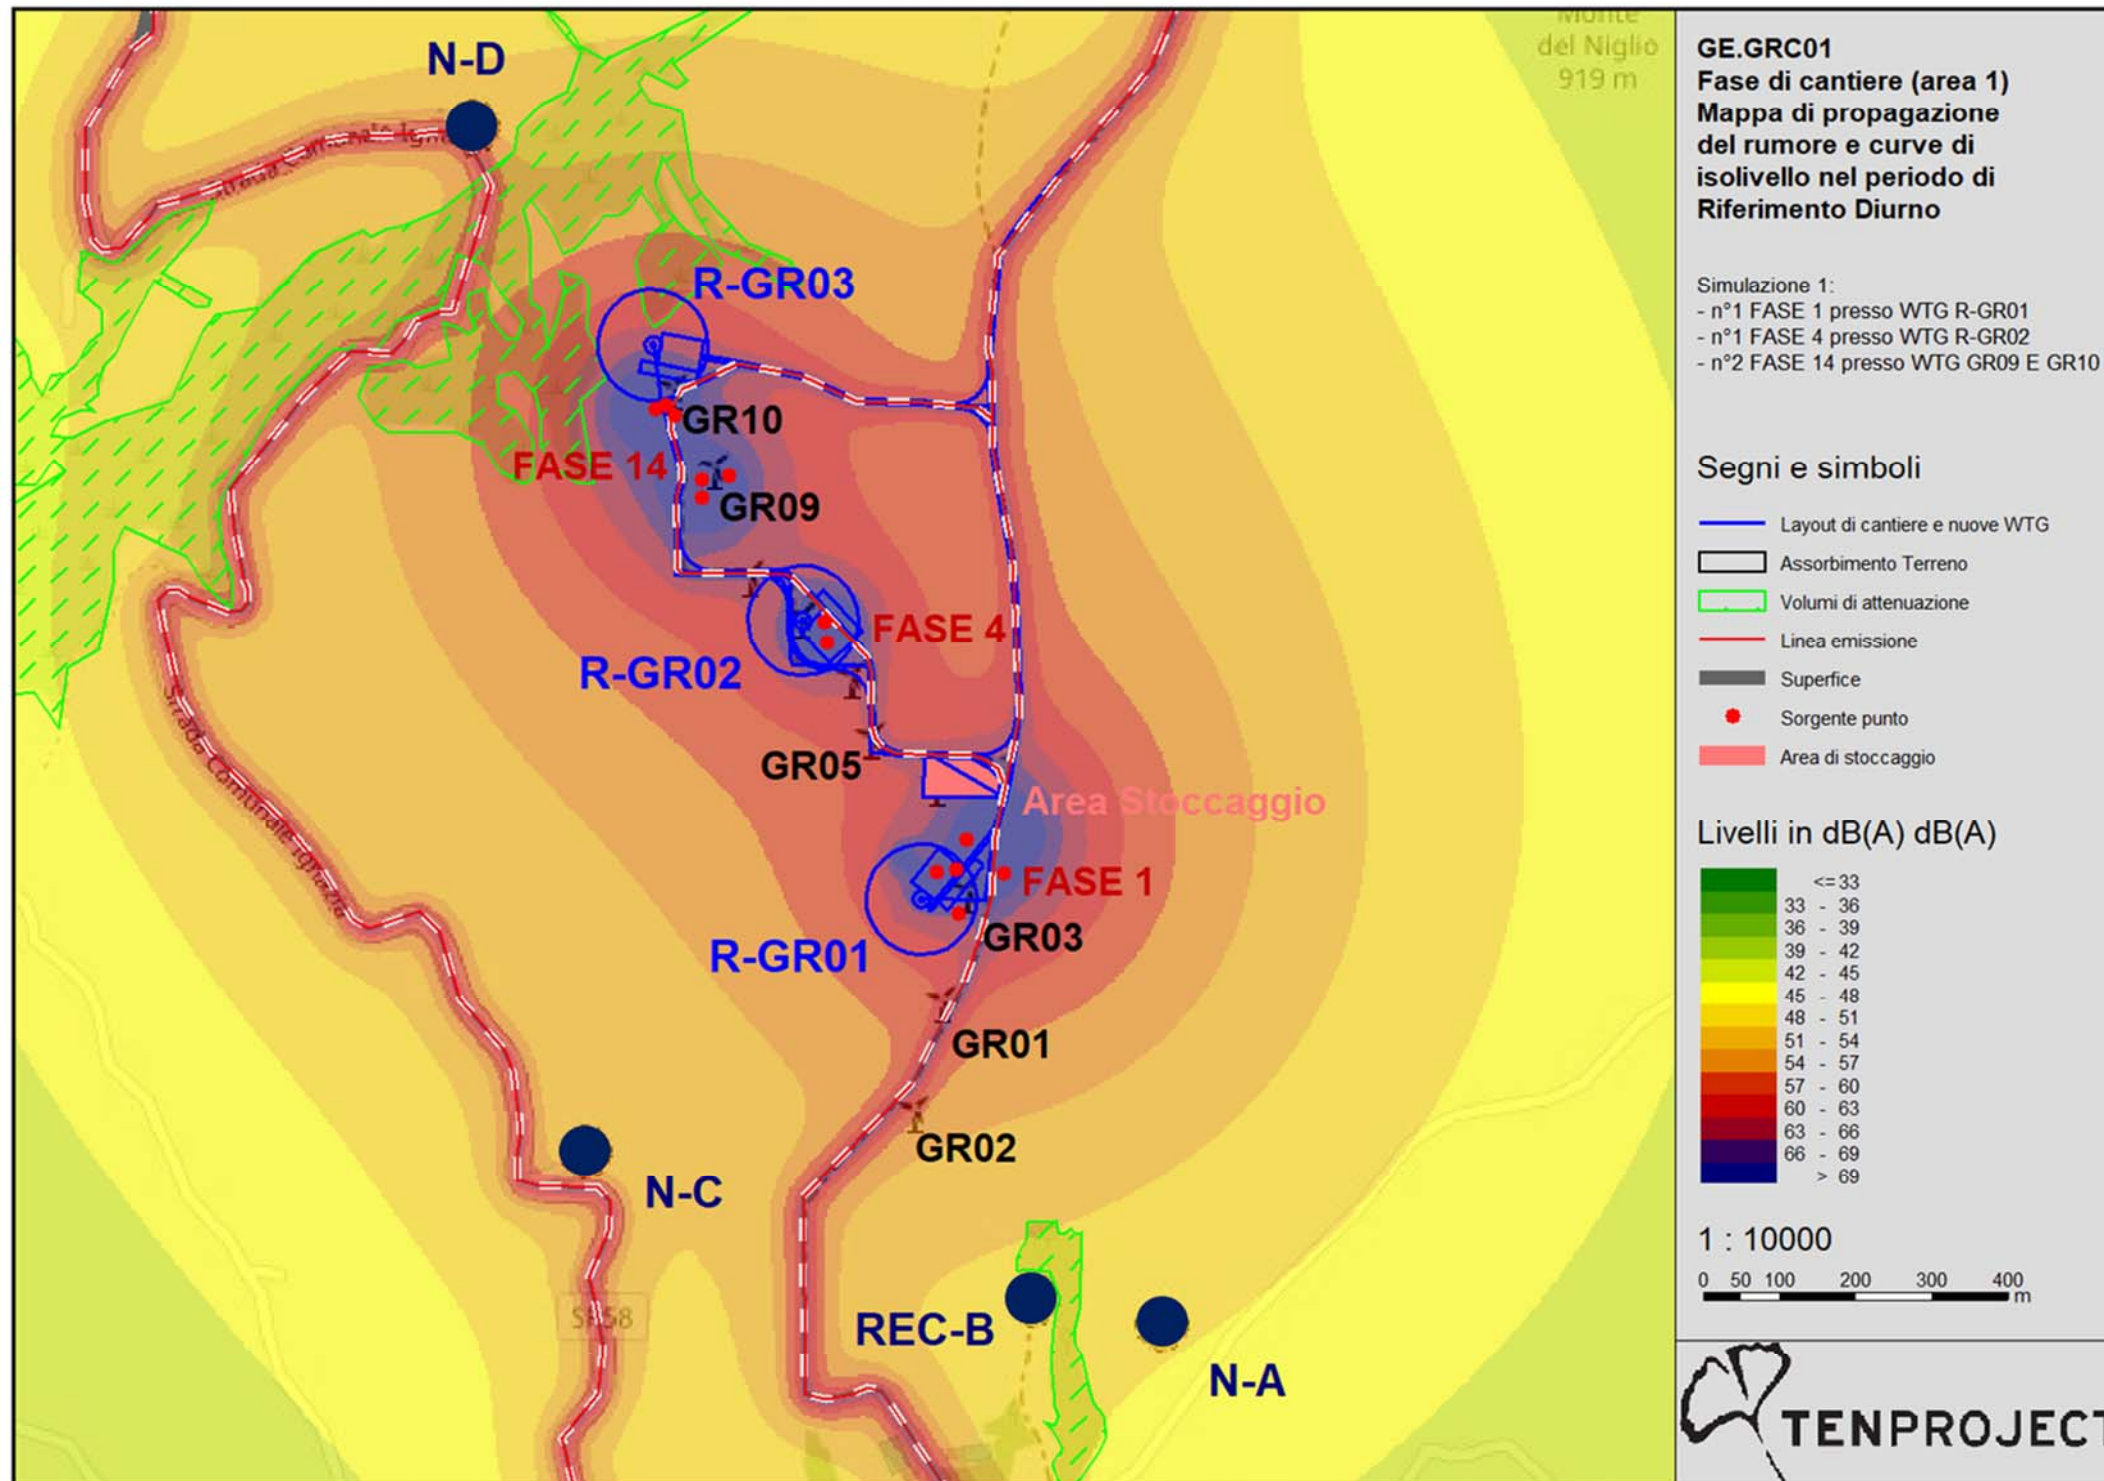 Monte
del Niglio
919 m
N-D
Strada Comunale Igna
R-GR03
GR10
FASE 14
GR09
FASE 4
R-GR02
GR05
Area Stoccaggio
FASE 1
GR03
R-GR01
GR01
GR02
Strada Comunale Ignazia
N-C
SP58
REC-B
N-A
GE.GRC01
Fase di cantiere (area 1)
Mappa di propagazione
del rumore e curve di
isolivello nel periodo di
Riferimento Diurno
Simulazione 1:
- n°1 FASE 1 presso WTG R-GR01
- n°1 FASE 4 presso WTG R-GR02
- n°2 FASE 14 presso WTG GR09 E GR10
Segni e simboli
Layout di cantiere e nuove WTG
Assorbimento Terreno
Volumi di attenuazione
Linea emissione
Superfice
Sorgente punto
Area di stoccaggio
Livelli in dB(A) dB(A)
<= 33
33 - 36
36 - 39
39 - 42
42 - 45
45 - 48
48 - 51
51 - 54
54 - 57
57 - 60
60 - 63
63 - 66
66 - 69
> 69
1 : 10000
0 50 100 200 300 400
m
TENPROJECT